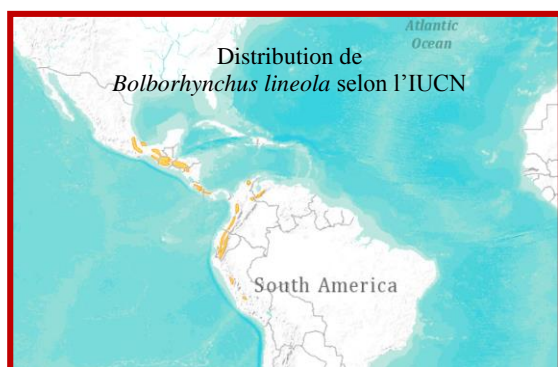 Atlantic
Ocean
Distribution de
Bolborhynchus lineola selon l’IUCN
South America